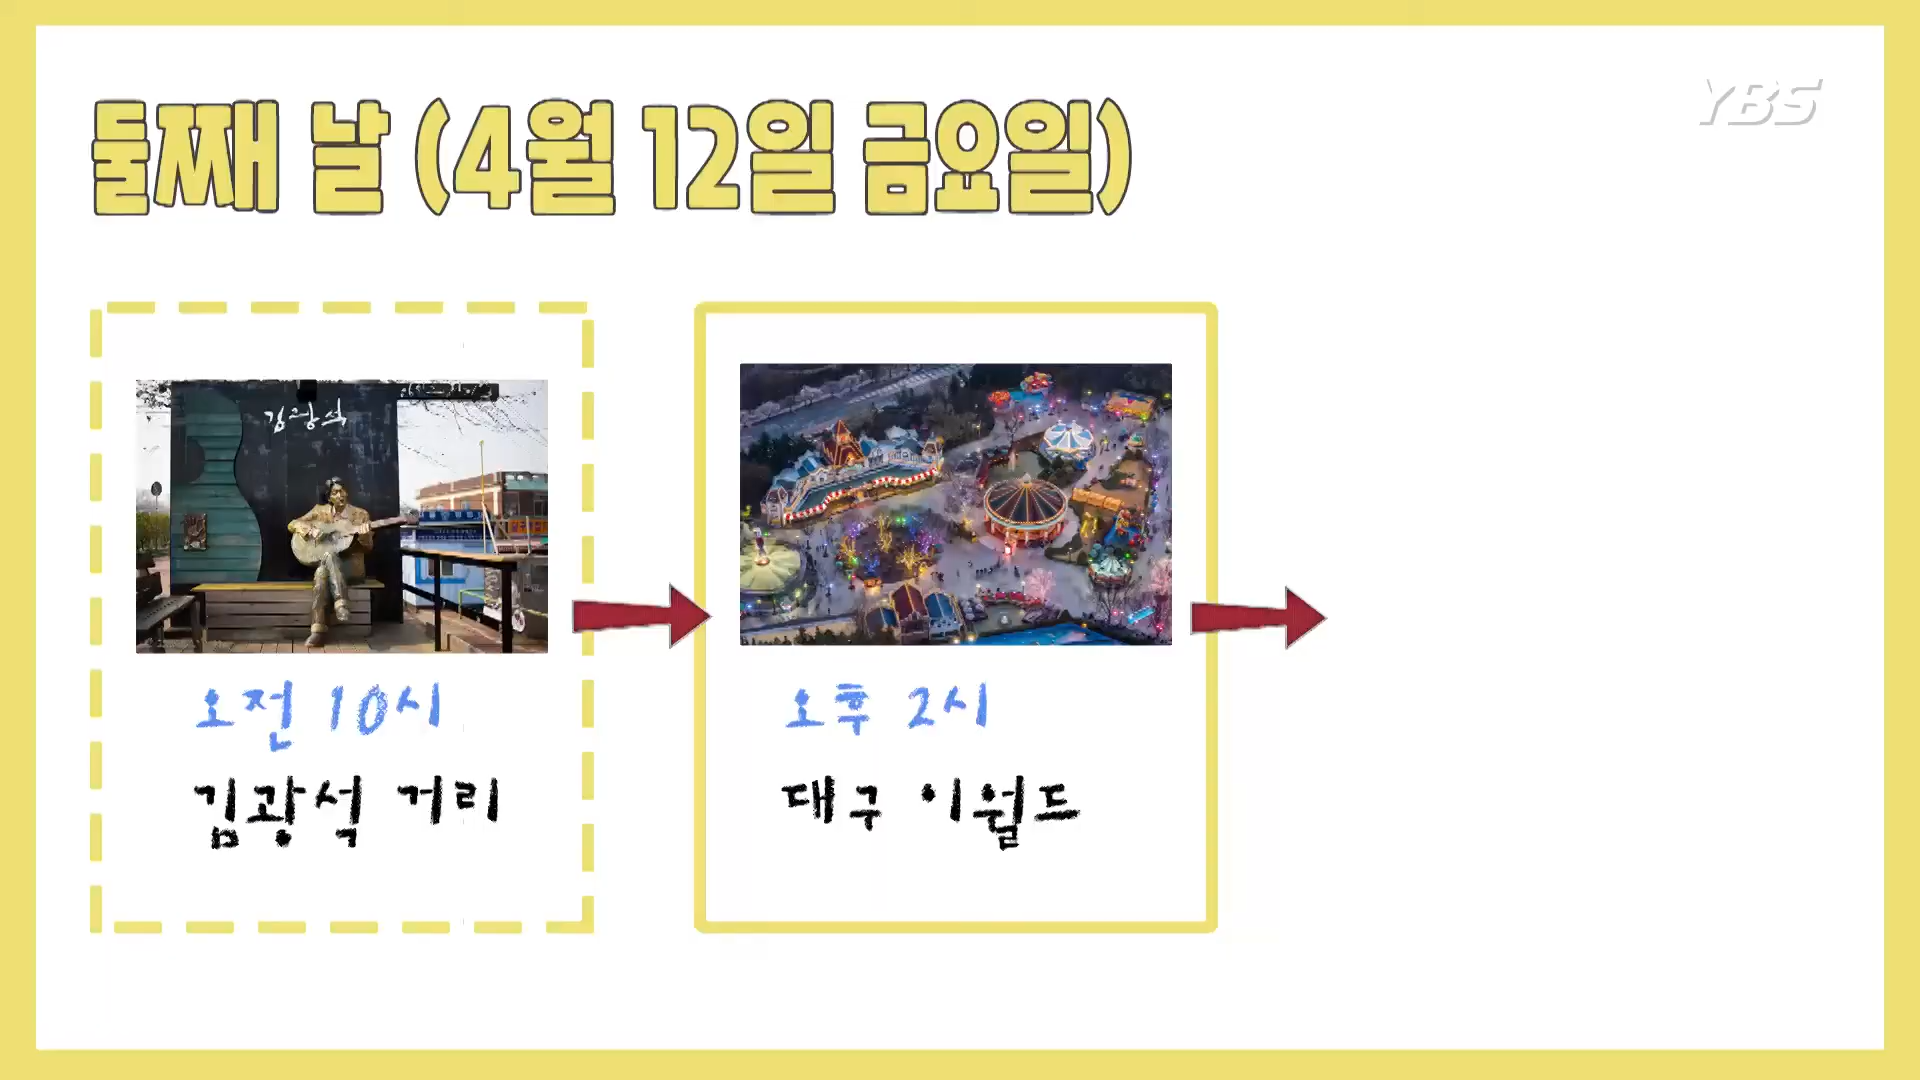 둘째 날 (4월 12일 금요일)
YBS
김광석
오전 10시
김광석 거리
오후 2시
대구 이월드